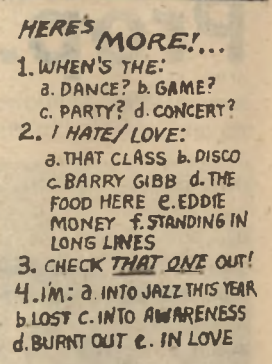 HERE'S
MORE!...
1. WHEN'S THE:
a. DANCE? b. GAME?
c. PARTY? d. CONCERT?
2. I HATE/LOVE:
a. THAT CLASS b. DISCO
c. BARRY GIBB d. THE
FOOD HERE e. EDDIE
MONEY f. STANDING IN
LONG LINES
3. CHECK THAT ONE OUT!
4. I'M: a. INTO JAZZ THIS YEAR
b. LOST c. INTO AWARENESS
d. BURNT OUT e. IN LOVE